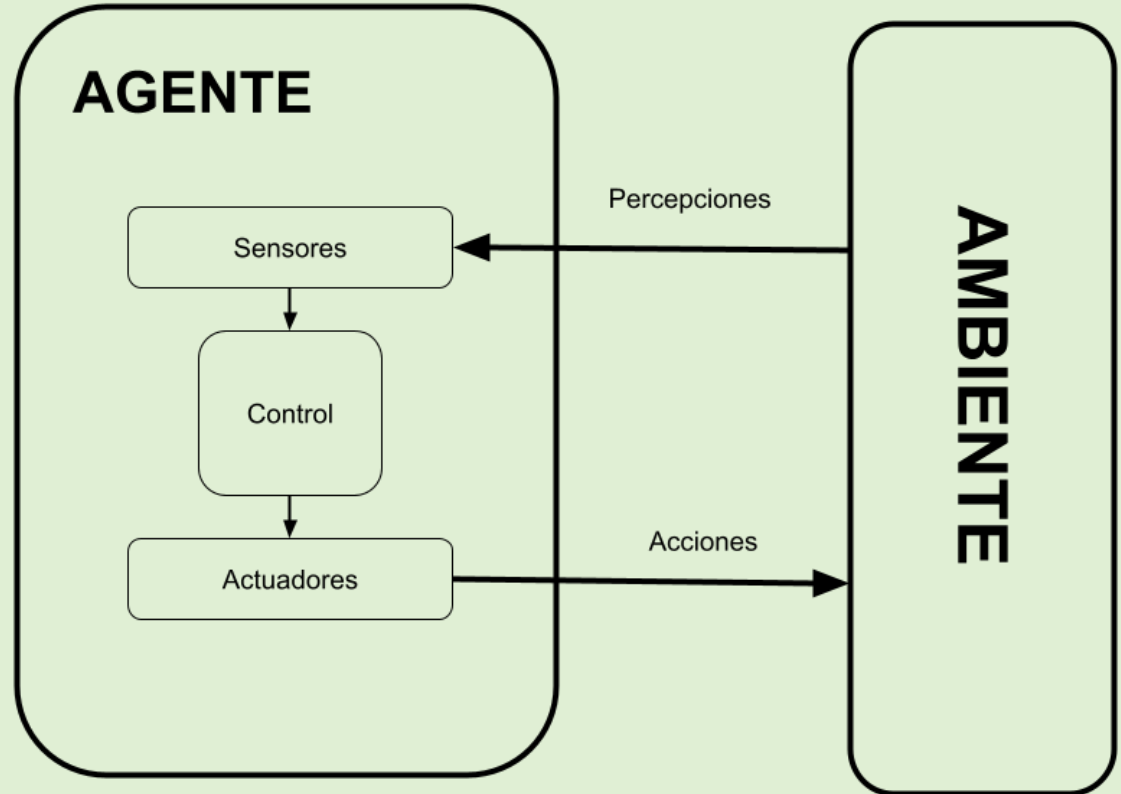 AGENTE
Percepciones
Sensores
Control
Acciones
Actuadores
AMBIENTE